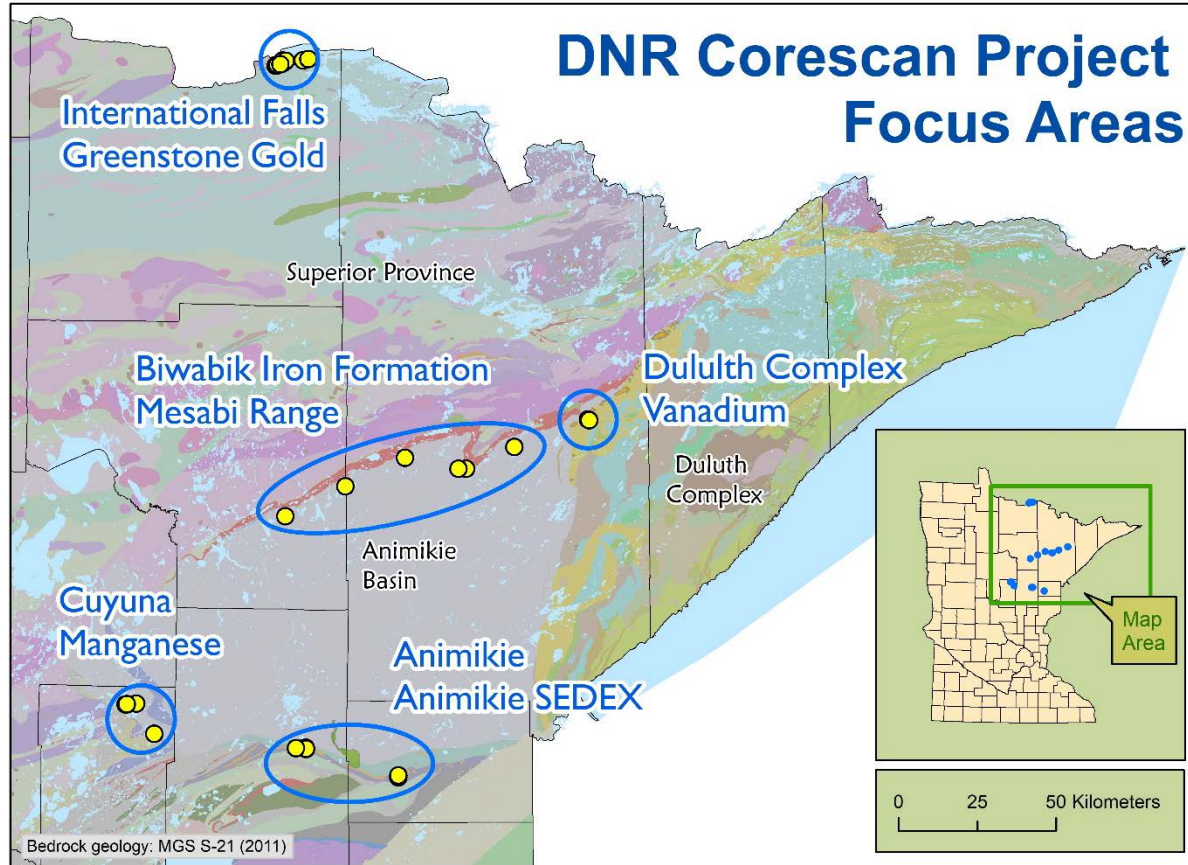 DNR Corescan Project
Focus Areas
International Falls
Greenstone Gold
Superior Province
Biwabik Iron Formation
Mesabi Range
Dululth Complex
Vanadium
Duluth
Complex
Animikie
Basin
Cuyuna
Manganese
Animikie
Animikie SEDEX
Map
Area
0 25 50 Kilometers
Bedrock geology: MGS S-21 (2011)